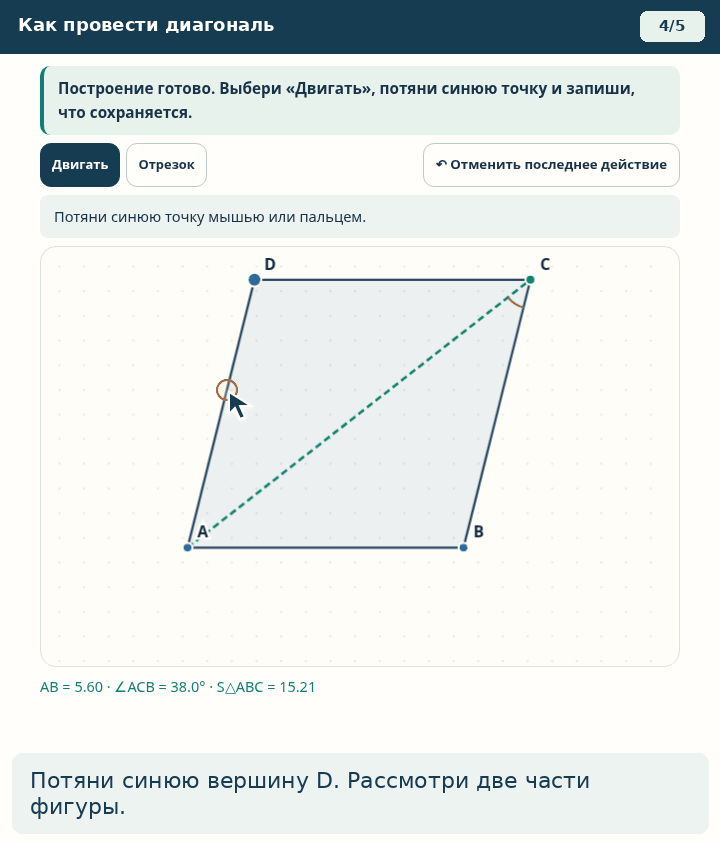 Как провести диагональ
4/5
Построение готово. Выбери «Двигать», потяни синюю точку и запиши,
что сохраняется.
Двигать
Отрезок
↶ Отменить последнее действие
Потяни синюю точку мышью или пальцем.
D
C
A
B
AB = 5.60 · ∠ACB = 38.0° · S△ABC = 15.21
Потяни синюю вершину D. Рассмотри две части
фигуры.